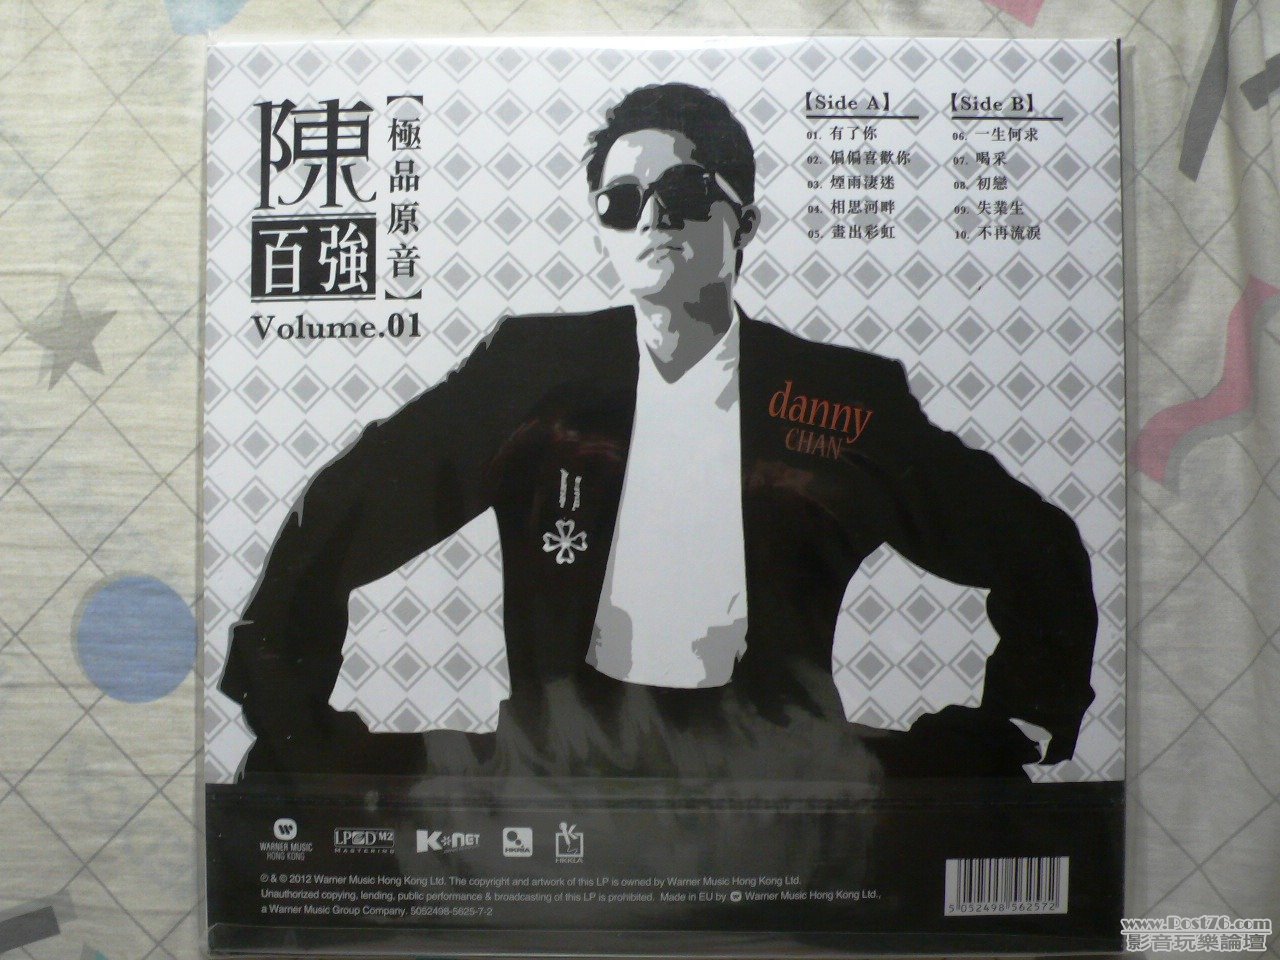 陳百強
【極品原音】
Volume.01
【Side A】
01. 有了你
02. 偏偏喜歡你
03. 煙雨淒迷
04. 相思河畔
05. 畫出彩虹
【Side B】
06. 一生何求
07. 喝采
08. 初戀
09. 失業生
10. 不再流淚
danny
CHAN
WARNER MUSIC
HONG KONG
LPCD M2
MASTERING
K★NET
HKRIA
HKRLA
℗ & © 2012 Warner Music Hong Kong Ltd. The copyright and artwork of this LP is owned by Warner Music Hong Kong Ltd.
Unauthorized copying, lending, public performance & broadcasting of this LP is prohibited. Made in EU by Warner Music Hong Kong Ltd.,
a Warner Music Group Company. 5052498-5625-7-2
5 052498 562572
www.Post76.com
影音玩樂論壇